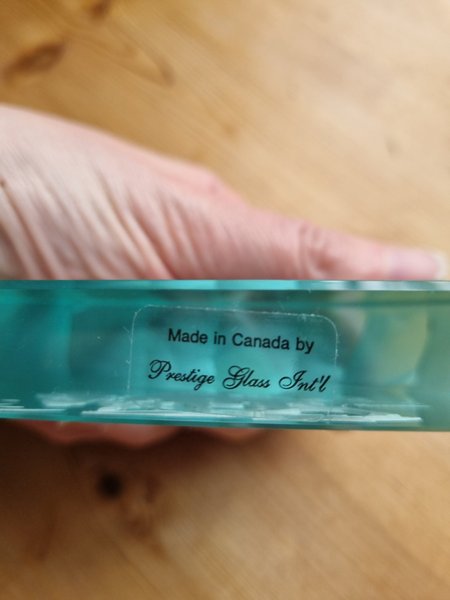 Made in Canada by
Prestige Glass Int'l